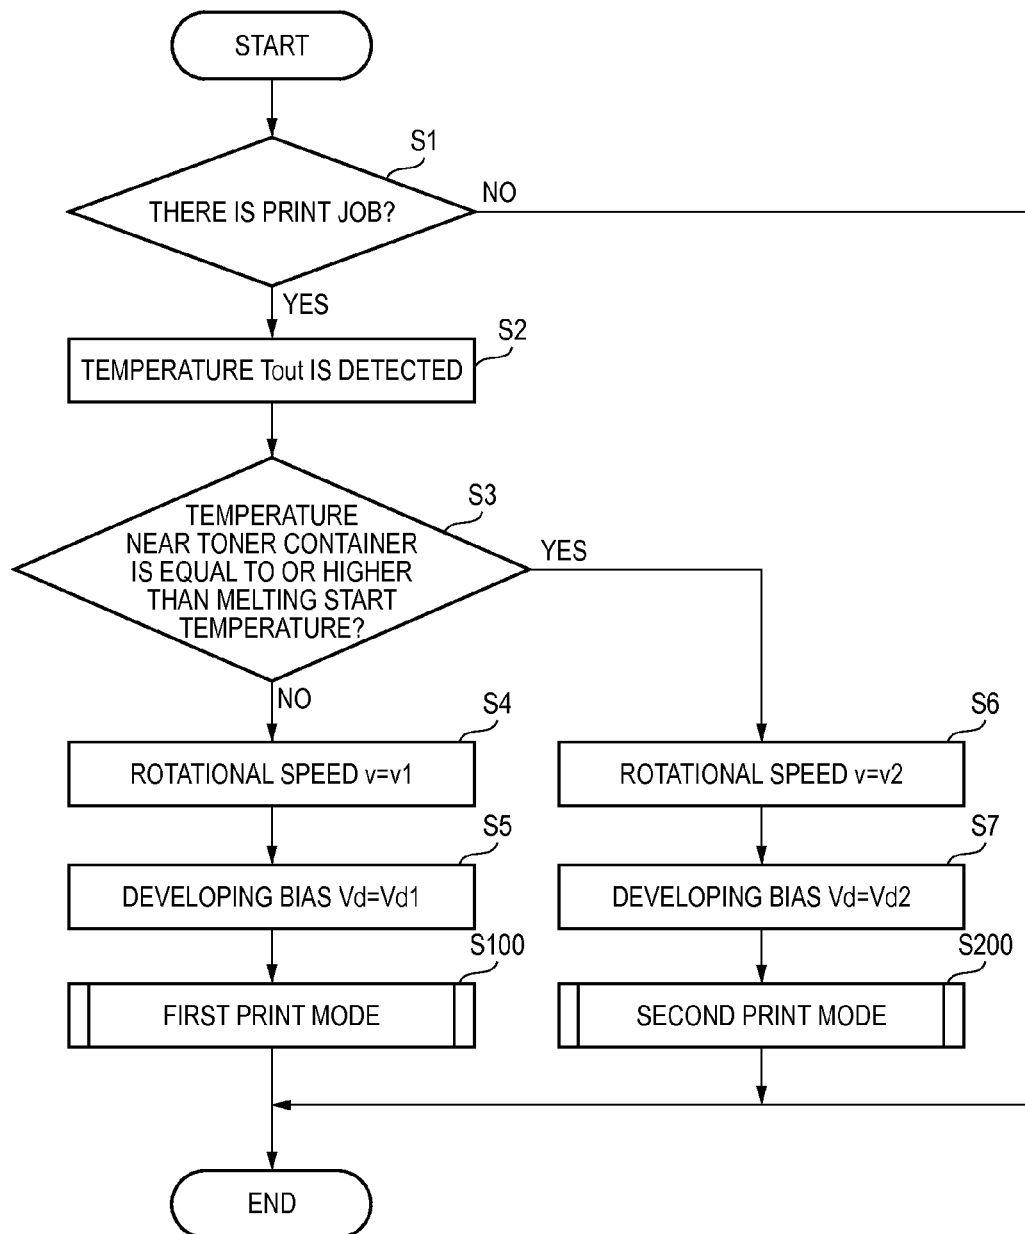 START
S1
THERE IS PRINT JOB?
NO
YES
S2
TEMPERATURE Tout IS DETECTED
S3
TEMPERATURE
NEAR TONER CONTAINER
IS EQUAL TO OR HIGHER
THAN MELTING START
TEMPERATURE?
YES
NO
S4
ROTATIONAL SPEED v=v1
S6
ROTATIONAL SPEED v=v2
S5
DEVELOPING BIAS Vd=Vd1
S7
DEVELOPING BIAS Vd=Vd2
S100
FIRST PRINT MODE
S200
SECOND PRINT MODE
END